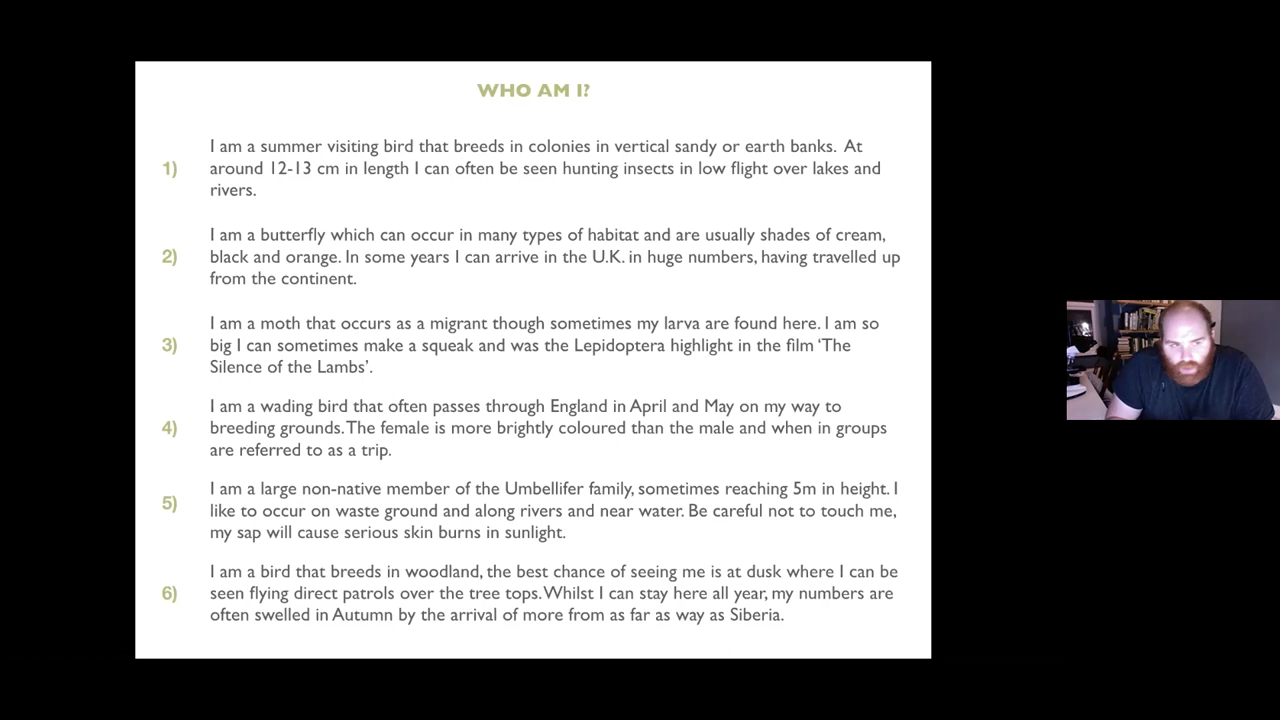 WHO AM I?
1)
I am a summer visiting bird that breeds in colonies in vertical sandy or earth banks. At
around 12-13 cm in length I can often be seen hunting insects in low flight over lakes and
rivers.
2)
I am a butterfly which can occur in many types of habitat and are usually shades of cream,
black and orange. In some years I can arrive in the U.K. in huge numbers, having travelled up
from the continent.
3)
I am a moth that occurs as a migrant though sometimes my larva are found here. I am so
big I can sometimes make a squeak and was the Lepidoptera highlight in the film ‘The
Silence of the Lambs’.
4)
I am a wading bird that often passes through England in April and May on my way to
breeding grounds. The female is more brightly coloured than the male and when in groups
are referred to as a trip.
5)
I am a large non-native member of the Umbellifer family, sometimes reaching 5m in height. I
like to occur on waste ground and along rivers and near water. Be careful not to touch me,
my sap will cause serious skin burns in sunlight.
6)
I am a bird that breeds in woodland, the best chance of seeing me is at dusk where I can be
seen flying direct patrols over the tree tops. Whilst I can stay here all year, my numbers are
often swelled in Autumn by the arrival of more from as far as way as Siberia.